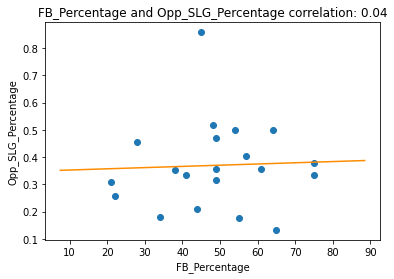 FB_Percentage and Opp_SLG_Percentage correlation: 0.04
Opp_SLG_Percentage
0.8
0.7
0.6
0.5
0.4
0.3
0.2
0.1
10 20 30 40 50 60 70 80 90
FB_Percentage